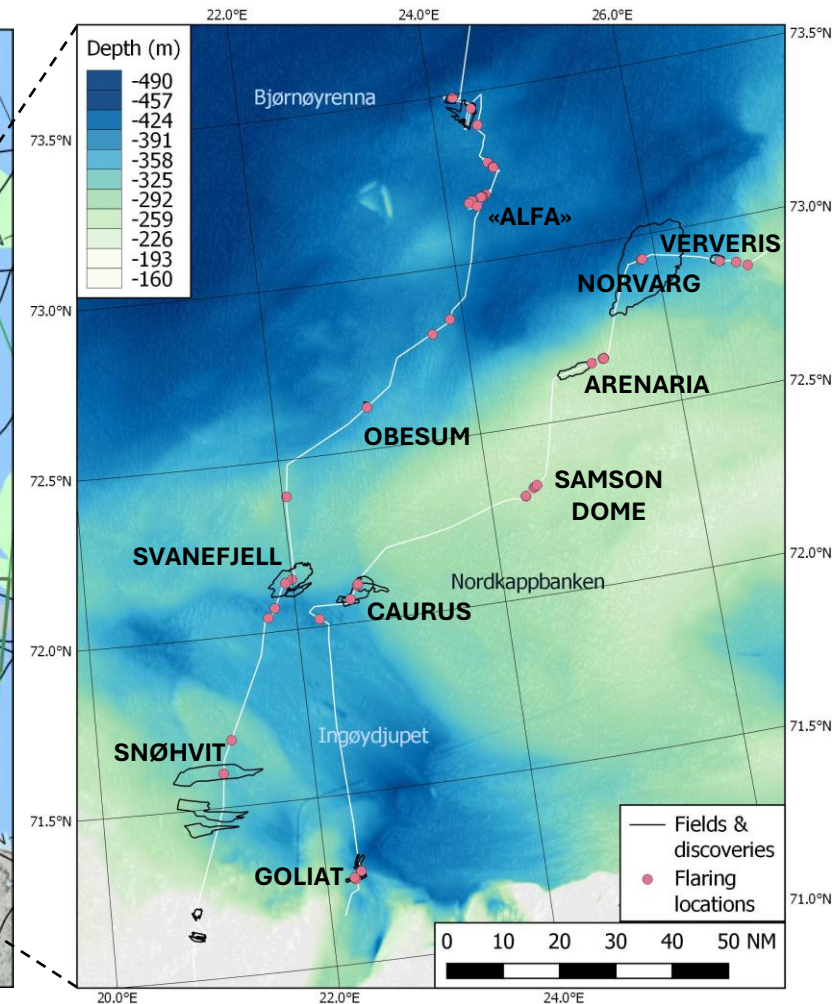 22.0°E 24.0°E 26.0°E
73.5°N
Depth (m)
-490
-457
-424
-391
-358
-325
-292
-259
-226
-193
-160
Bjørnøyrenna
73.5°N
«ALFA»
73.0°N
VERVERIS
NORVARG
73.0°N
72.5°N
ARENARIA
OBESUM
72.5°N
SAMSON
DOME
72.0°N
SVANEFJELL
Nordkappbanken
CAURUS
72.0°N
71.5°N
Ingøydjupet
SNØHVIT
71.5°N
Fields &
discoveries
Flaring
locations
GOLIAT
71.0°N
0 10 20 30 40 50 NM
20.0°E 22.0°E 24.0°E